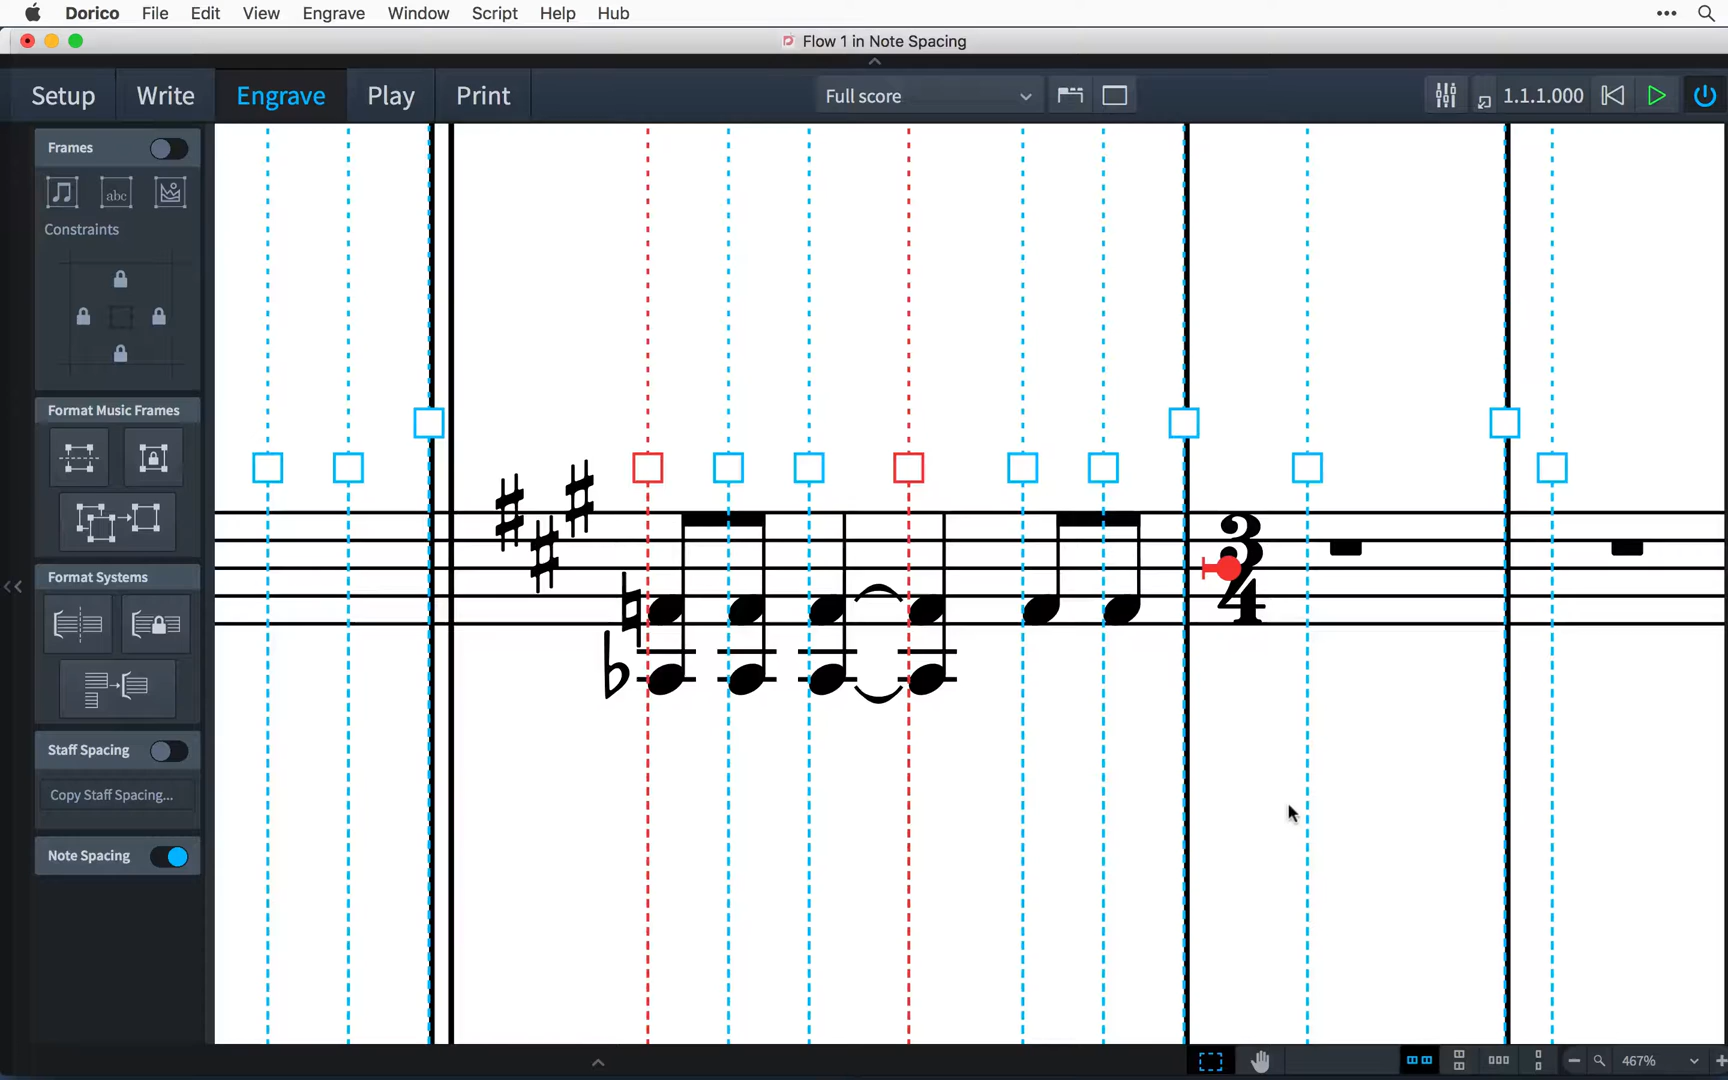 Dorico File Edit View Engrave Window Script Help Hub
Flow 1 in Note Spacing
Setup Write Engrave Play Print Full score 1.1.1.000
Frames
abc
Constraints
Format Music Frames
Format Systems
Staff Spacing
Copy Staff Spacing...
Note Spacing
3
4
467%